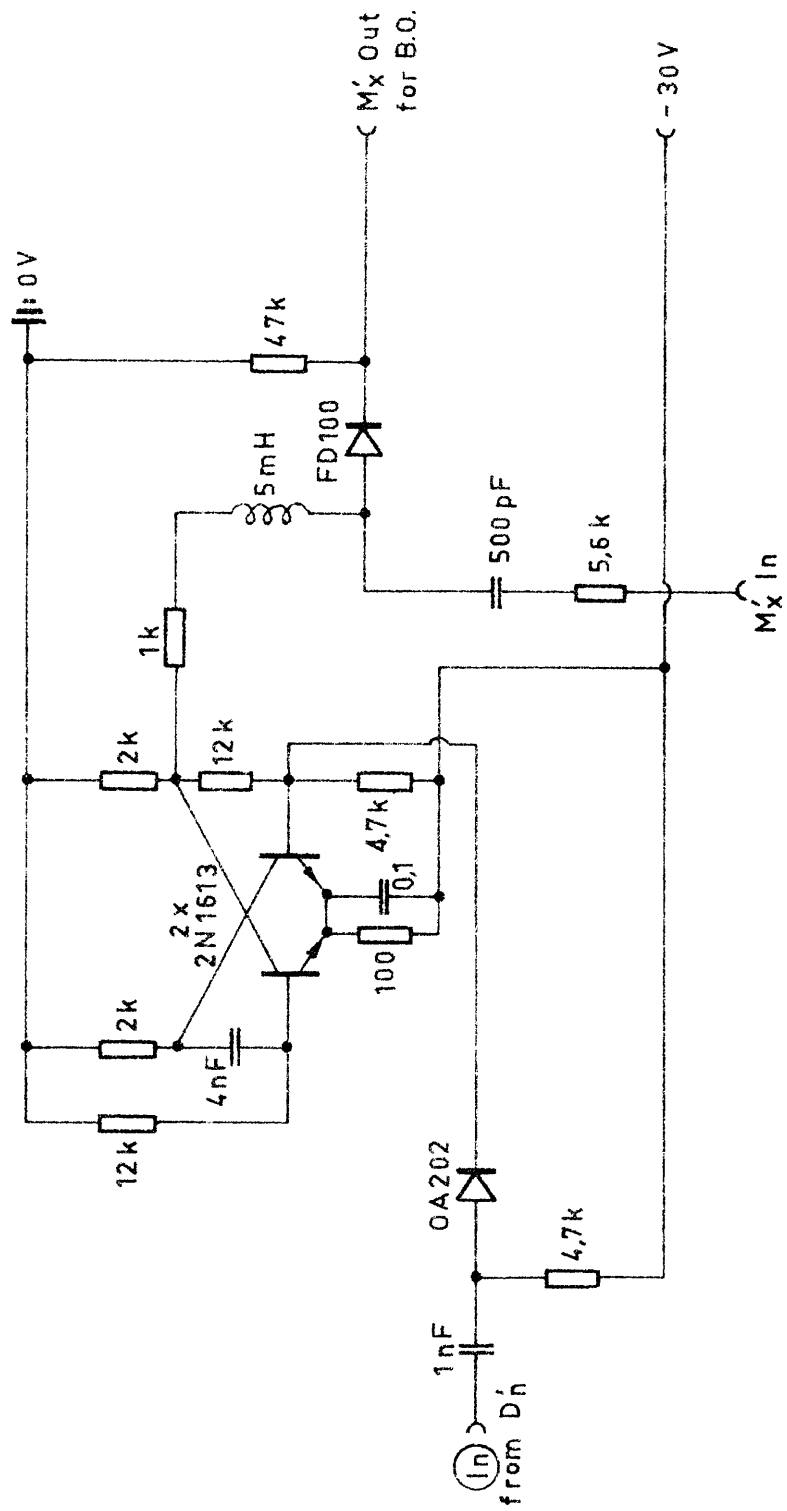 12k
2k
4nF
2 x
2N1613
2k
12k
1k
5mH
FD100
47k
0V
M'x Out
for B.O.
100
0,1
4,7k
500pF
5,6k
M'x In
-30V
In
from D'n
1nF
OA202
4,7k